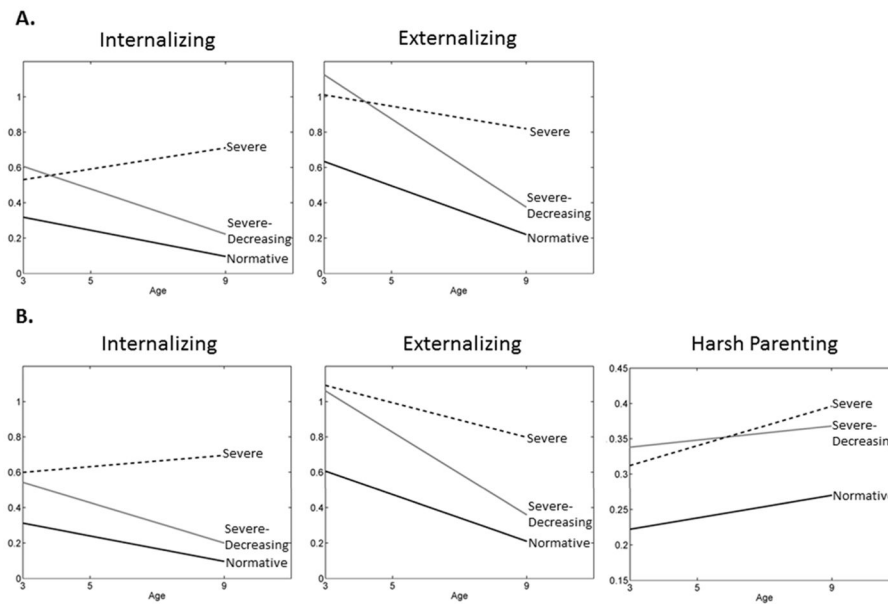 A.
Internalizing
Externalizing
1
0.8
0.6
0.4
0.2
0
3
5
9
Age
Severe
Severe-
Decreasing
Normative
1
0.8
0.6
0.4
0.2
0
3
5
9
Age
Severe
Severe-
Decreasing
Normative
B.
Internalizing
Externalizing
Harsh Parenting
1
0.8
0.6
0.4
0.2
0
3
5
9
Age
Severe
Severe-
Decreasing
Normative
1
0.8
0.6
0.4
0.2
0
3
5
9
Age
Severe
Severe-
Decreasing
Normative
0.45
0.4
0.35
0.3
0.25
0.2
0.15
3
5
9
Age
Severe
Severe-
Decreasing
Normative